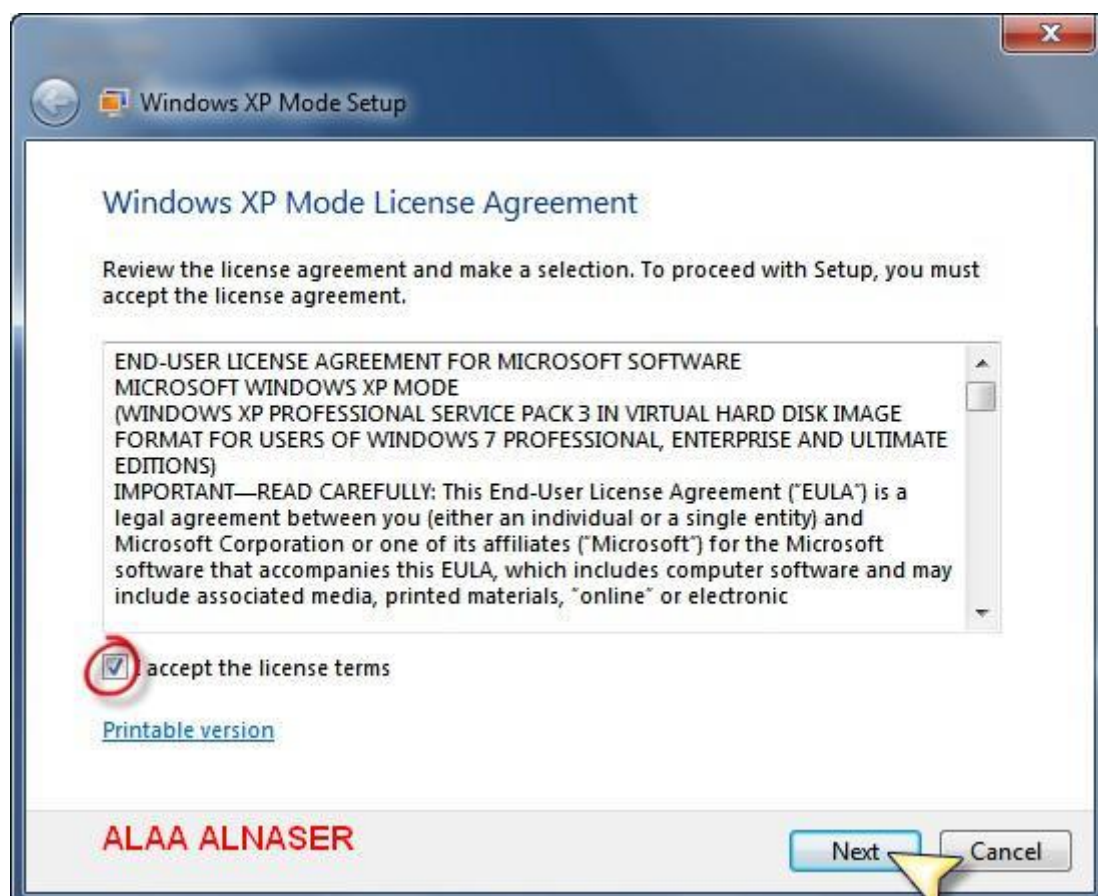 Windows XP Mode Setup
Windows XP Mode License Agreement
Review the license agreement and make a selection. To proceed with Setup, you must
accept the license agreement.
END-USER LICENSE AGREEMENT FOR MICROSOFT SOFTWARE
MICROSOFT WINDOWS XP MODE
(WINDOWS XP PROFESSIONAL SERVICE PACK 3 IN VIRTUAL HARD DISK IMAGE
FORMAT FOR USERS OF WINDOWS 7 PROFESSIONAL, ENTERPRISE AND ULTIMATE
EDITIONS)
IMPORTANT—READ CAREFULLY: This End-User License Agreement ("EULA") is a
legal agreement between you (either an individual or a single entity) and
Microsoft Corporation or one of its affiliates ("Microsoft") for the Microsoft
software that accompanies this EULA, which includes computer software and may
include associated media, printed materials, "online" or electronic
accept the license terms
Printable version
ALAA ALNASER
Next
Cancel